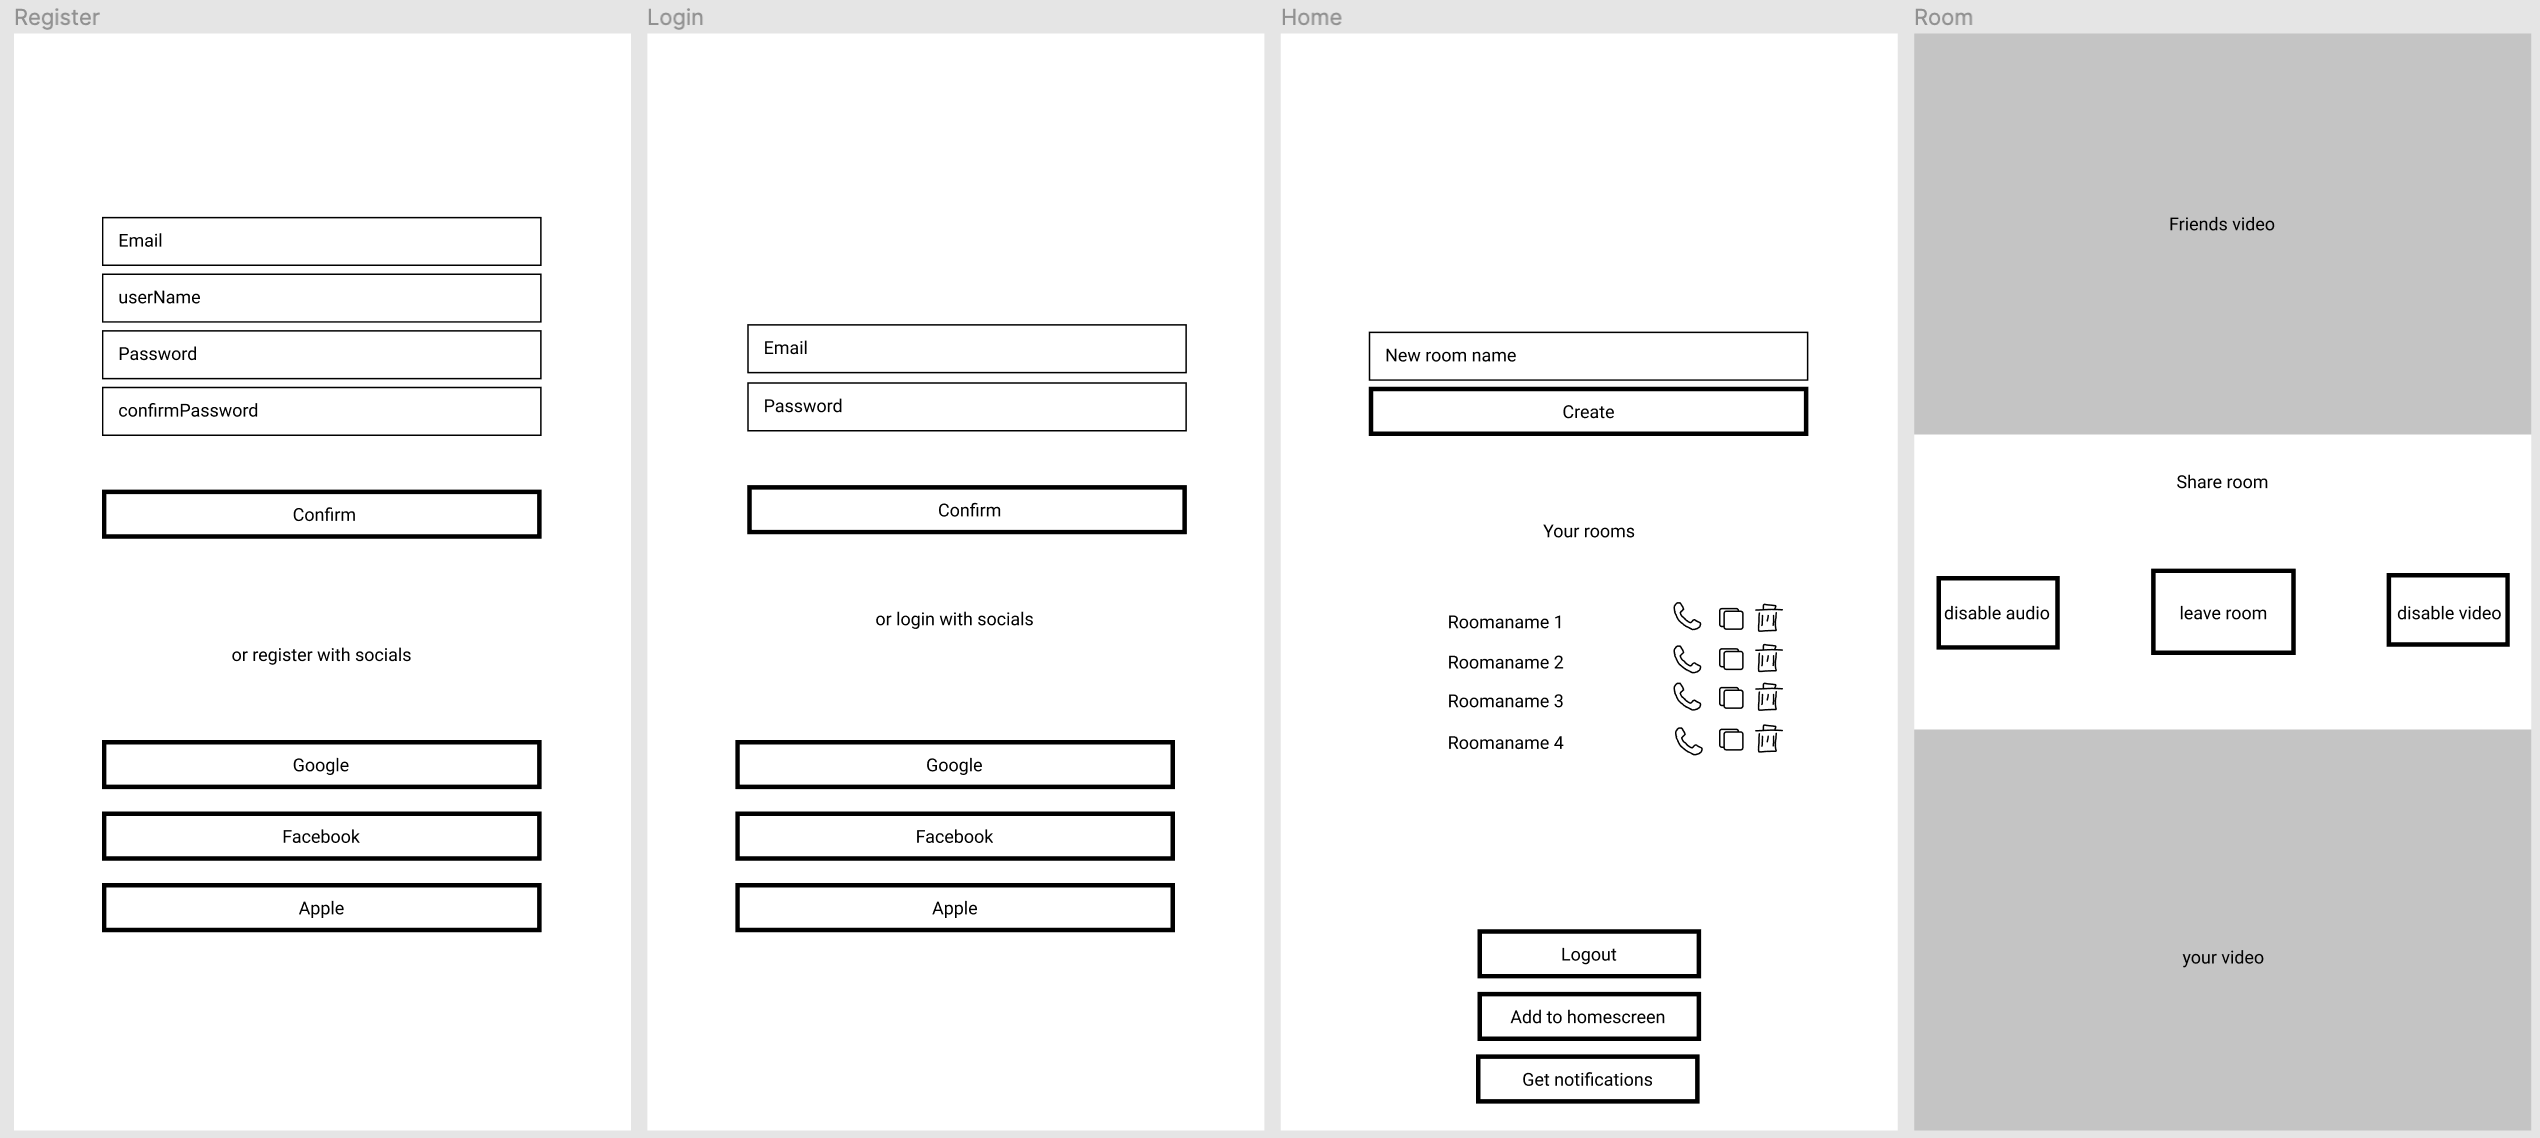 Register
Email
userName
Password
confirmPassword
Confirm
or register with socials
Google
Facebook
Apple
Login
Email
Password
Confirm
or login with socials
Google
Facebook
Apple
Home
New room name
Create
Your rooms
Roomaname 1
Roomaname 2
Roomaname 3
Roomaname 4
Logout
Add to homescreen
Get notifications
Room
Friends video
Share room
disable audio
leave room
disable video
your video